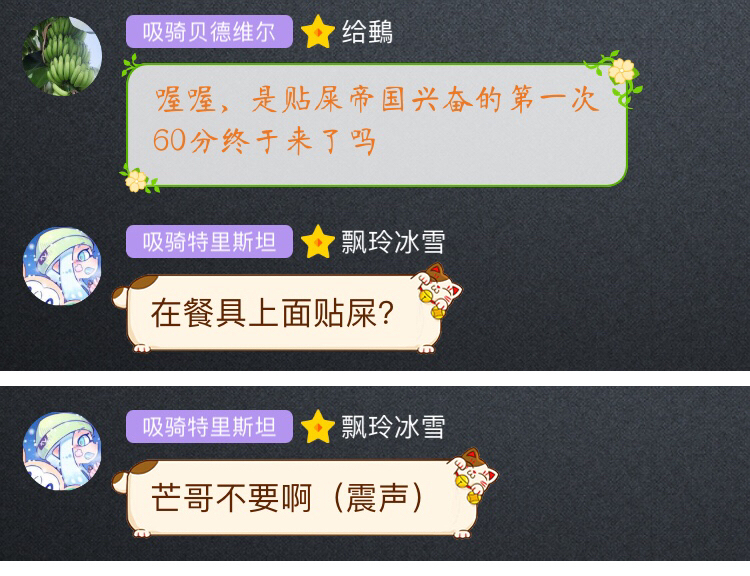 吸骑贝德维尔 给鵝
喔喔，是贴屎帝国兴奋的第一次
60分终于来了吗
吸骑特里斯坦 飘玲冰雪
在餐具上面贴屎？
吸骑特里斯坦 飘玲冰雪
芒哥不要啊（震声）